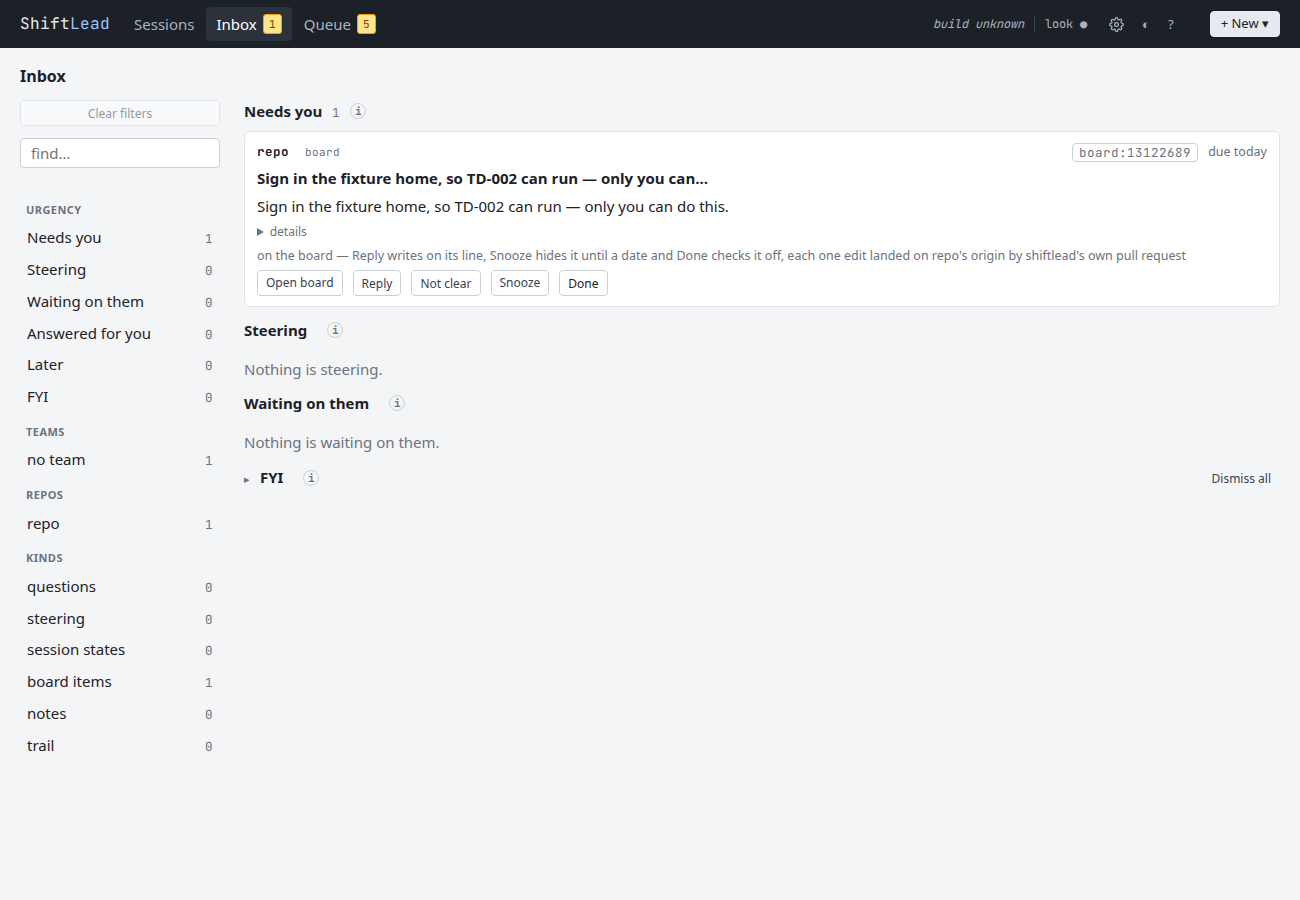 ShiftLead Sessions Inbox 1 Queue 5 build unknown look ● ? + New ▾
Inbox
Clear filters
find...
URGENCY
Needs you 1
Steering 0
Waiting on them 0
Answered for you 0
Later 0
FYI 0
TEAMS
no team 1
REPOS
repo 1
KINDS
questions 0
steering 0
session states 0
board items 1
notes 0
trail 0
Needs you 1 i
repo board board:13122689 due today
Sign in the fixture home, so TD-002 can run — only you can...
Sign in the fixture home, so TD-002 can run — only you can do this.
▶ details
on the board — Reply writes on its line, Snooze hides it until a date and Done checks it off, each one edit landed on repo's origin by shiftlead's own pull request
Open board Reply Not clear Snooze Done
Steering i
Nothing is steering.
Waiting on them i
Nothing is waiting on them.
▸ FYI i Dismiss all